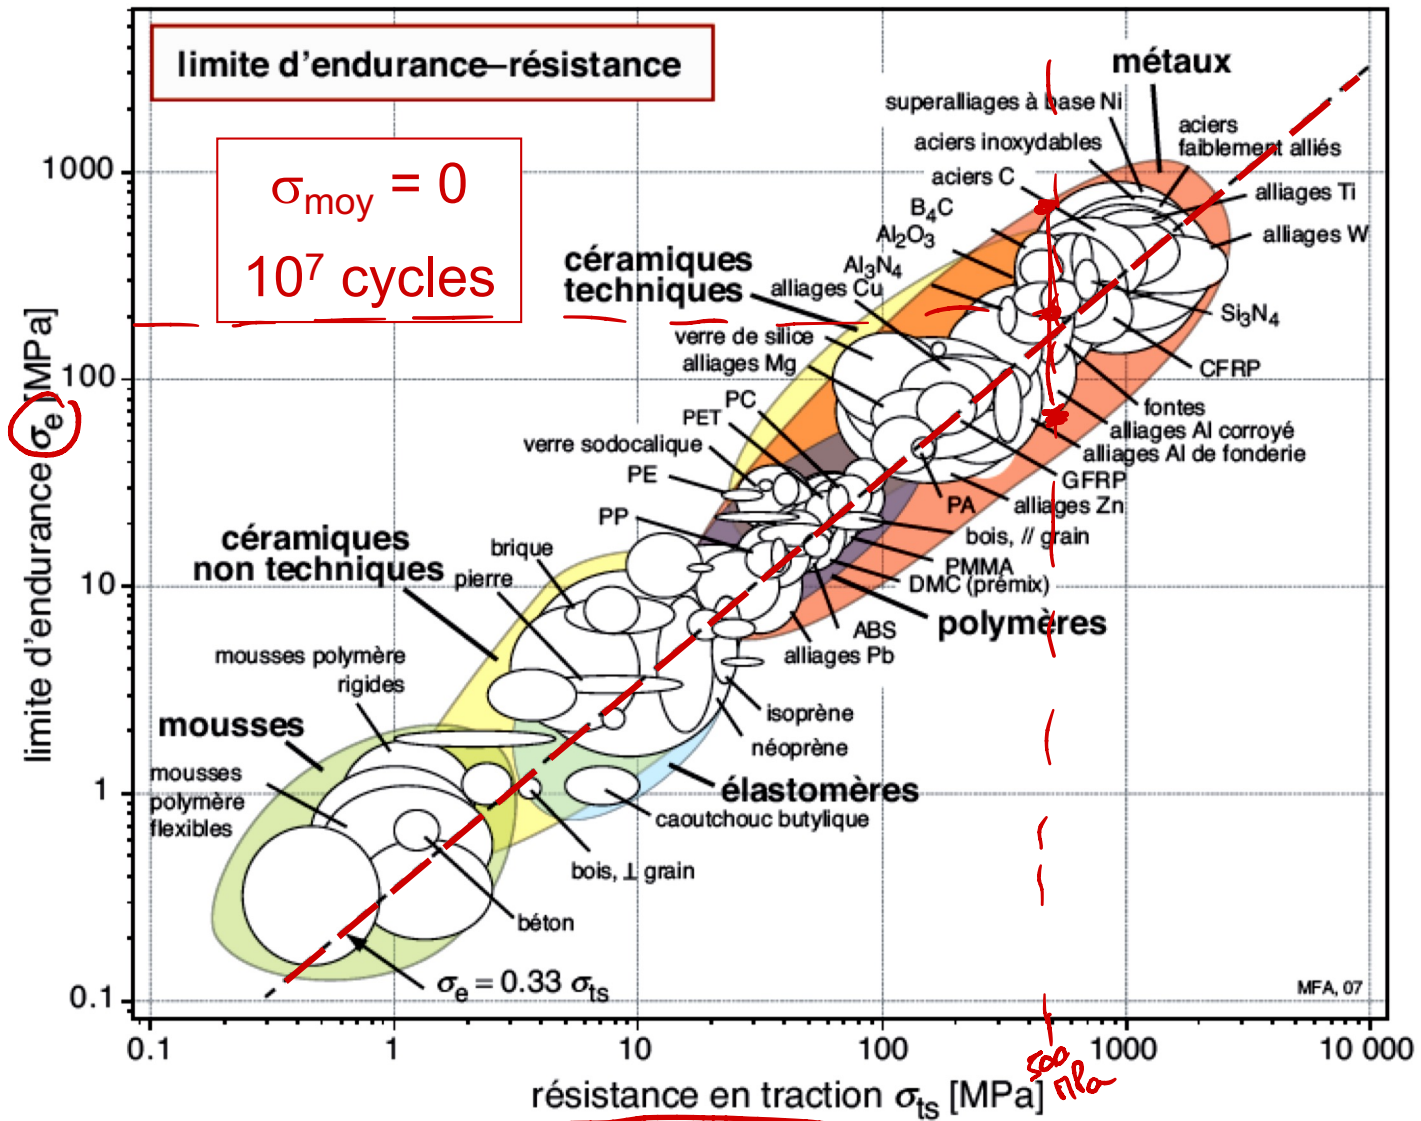 limite d'endurance–résistance
σmoy = 0
10⁷ cycles
métaux
superalliages à base Ni
aciers inoxydables
aciers
faiblement alliés
aciers C
alliages Ti
B₄C
alliages W
Al₂O₃
Al₃N₄
céramiques
techniques
alliages Cu
Si₃N₄
verre de silice
alliages Mg
CFRP
PC
fontes
PET
alliages Al corroyé
verre sodocalique
alliages Al de fonderie
PE
GFRP
PA
alliages Zn
PP
bois, // grain
céramiques
non techniques
brique
pierre
PMMA
DMC (prémix)
polymères
ABS
alliages Pb
mousses polymère
rigides
isoprène
mousses
néoprène
mousses
polymère
flexibles
élastomères
caoutchouc butylique
bois, ⊥ grain
béton
σe = 0.33 σts
MFA, 07
limite d'endurance σe [MPa]
1000
100
10
1
0.1
0.1
1
10
100
1000
10 000
500
MPa
résistance en traction σts [MPa]